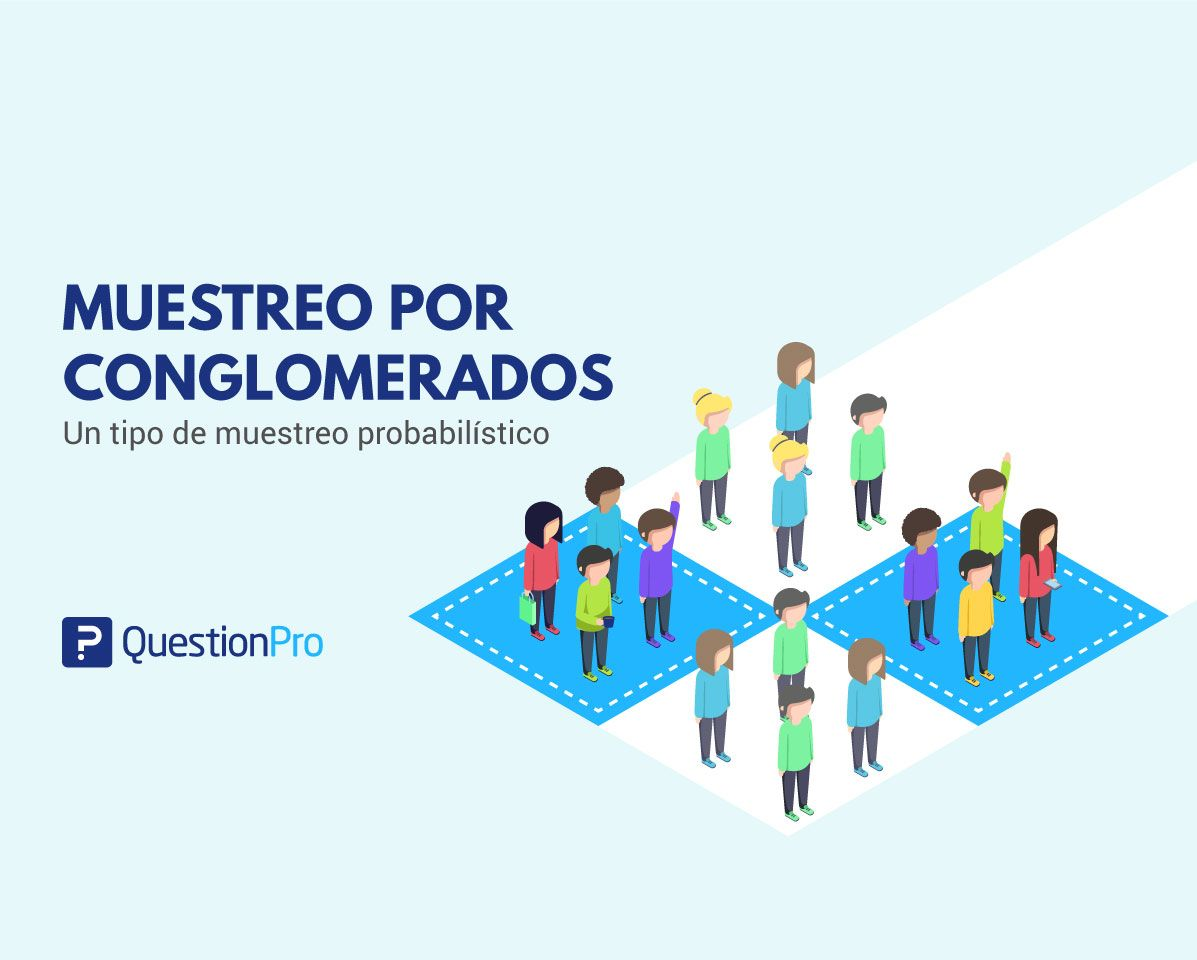 MUESTREO POR
CONGLOMERADOS
Un tipo de muestreo probabilístico
QuestionPro